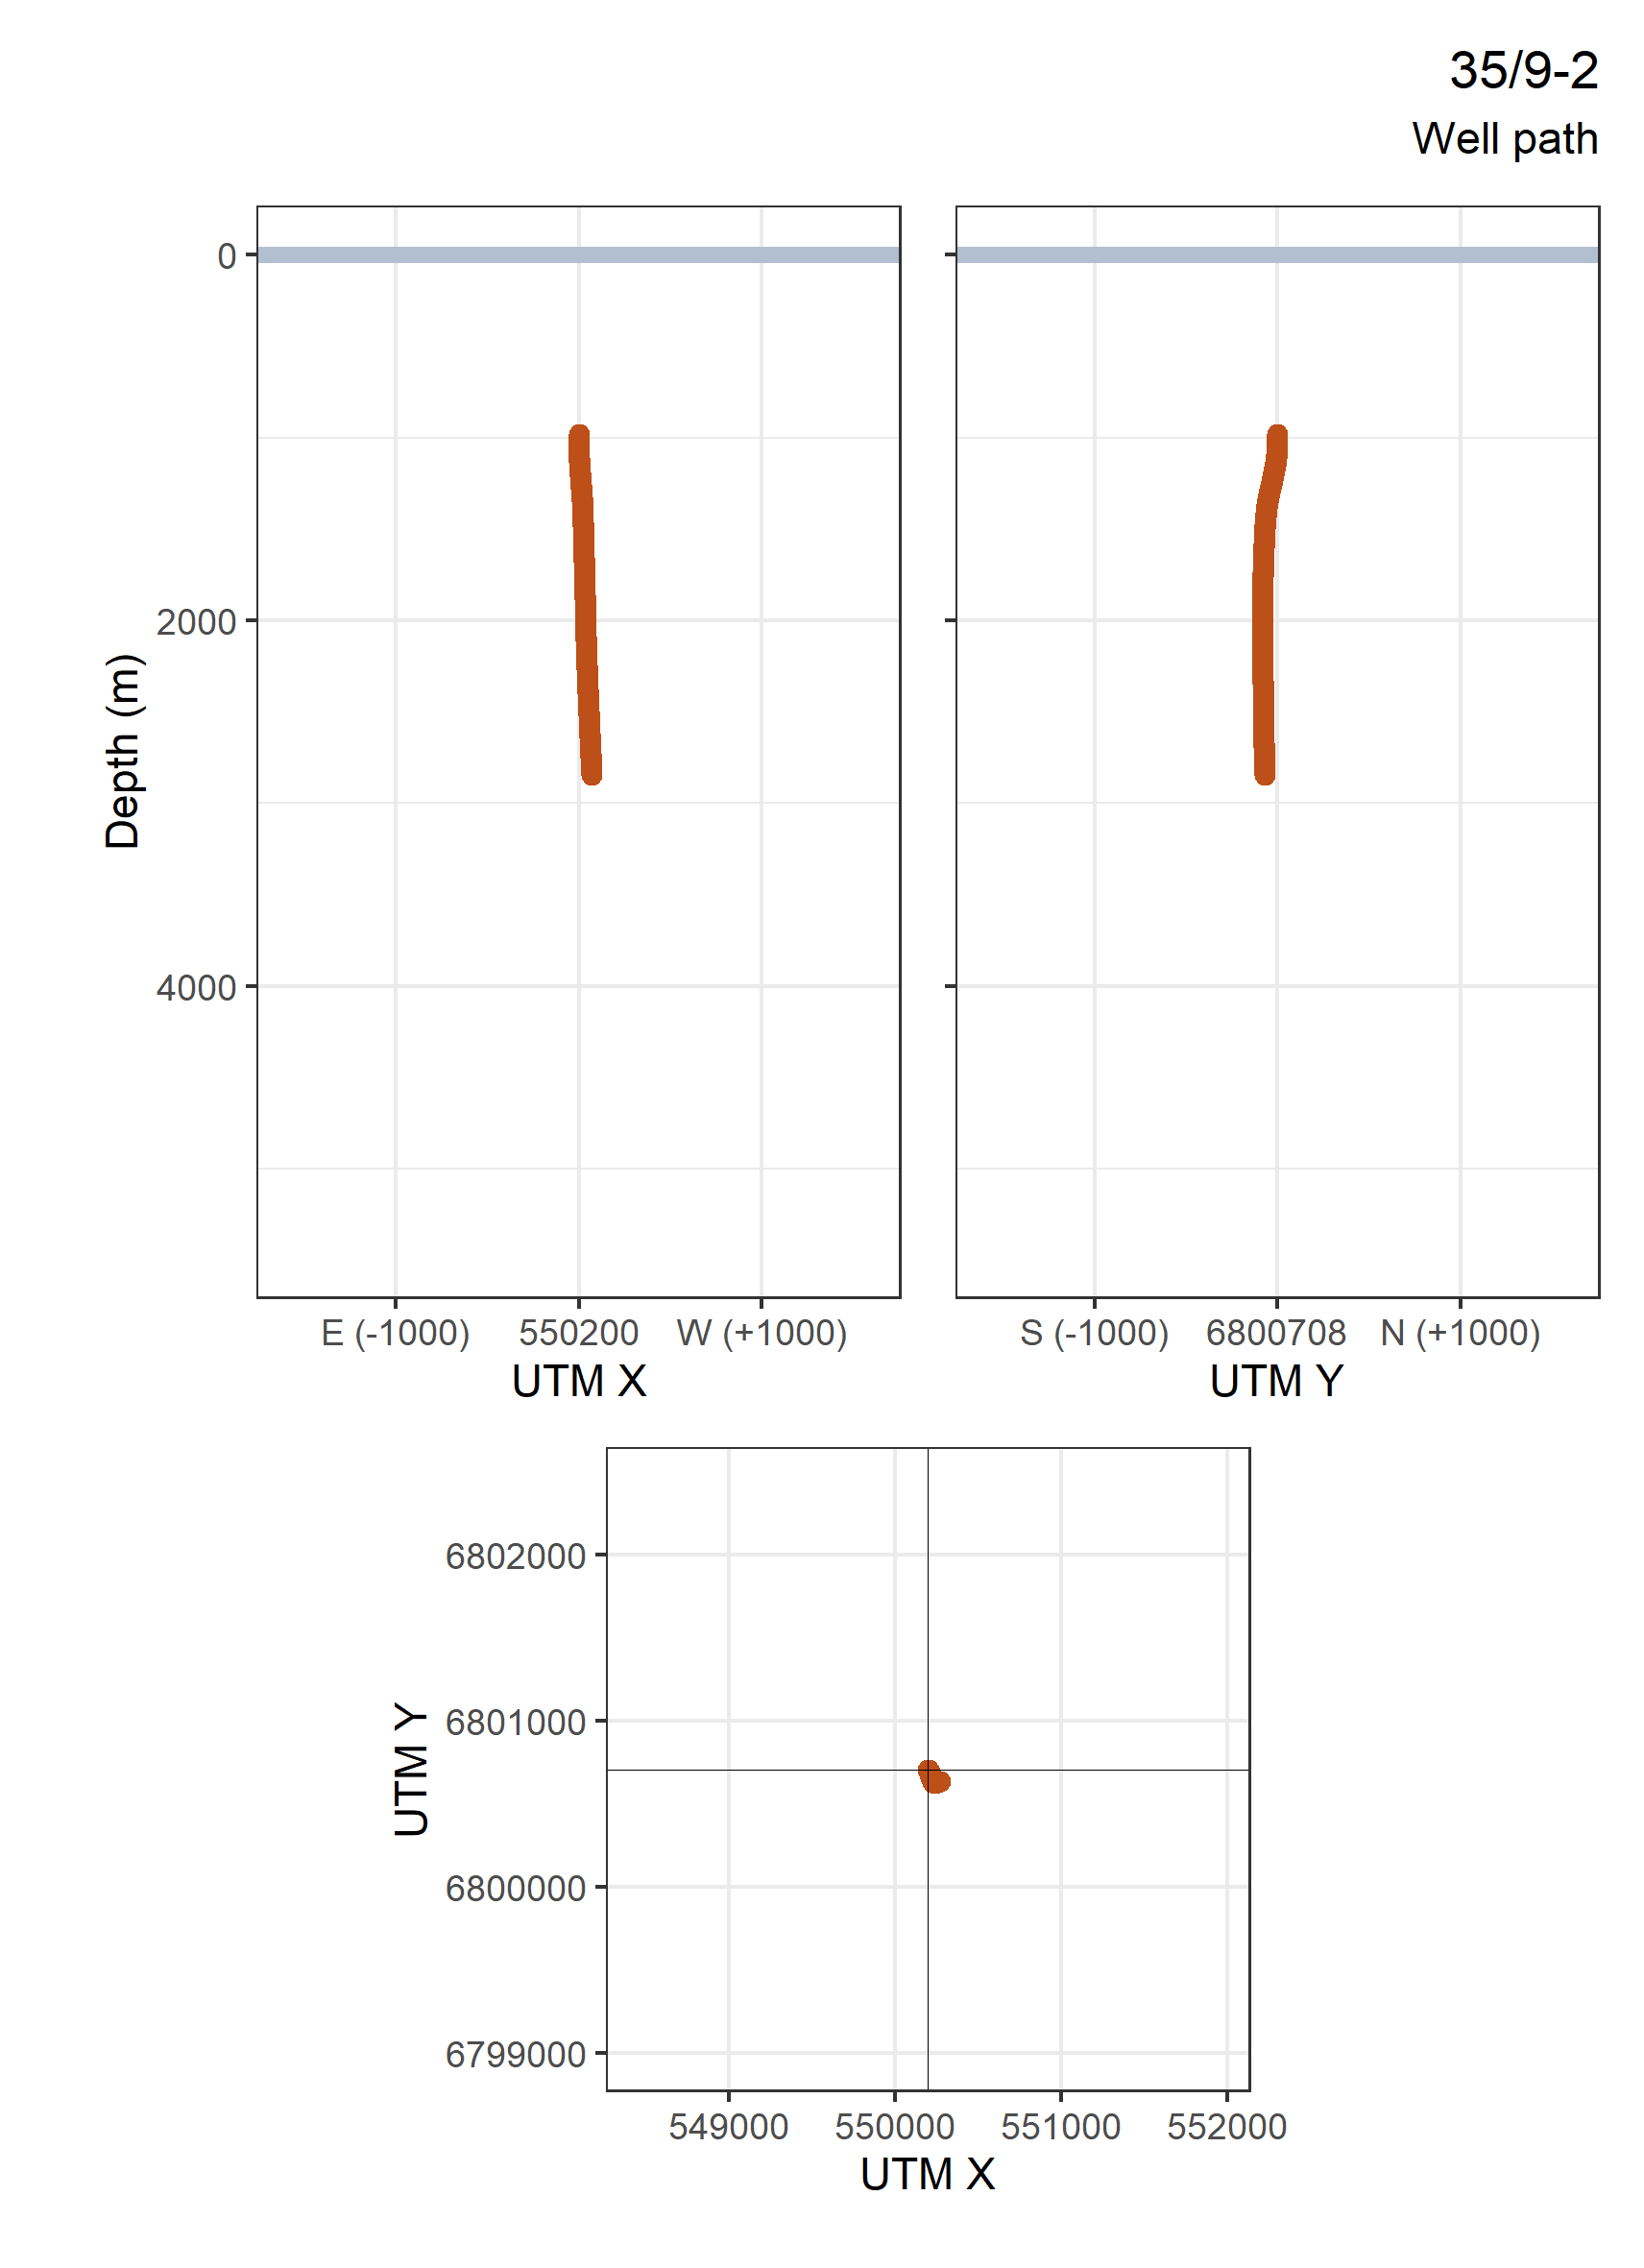 35/9-2
Well path
0
2000
4000
Depth (m)
E (-1000) 550200 W (+1000)
UTM X
S (-1000) 6800708 N (+1000)
UTM Y
6802000
6801000
6800000
6799000
UTM Y
549000 550000 551000 552000
UTM X